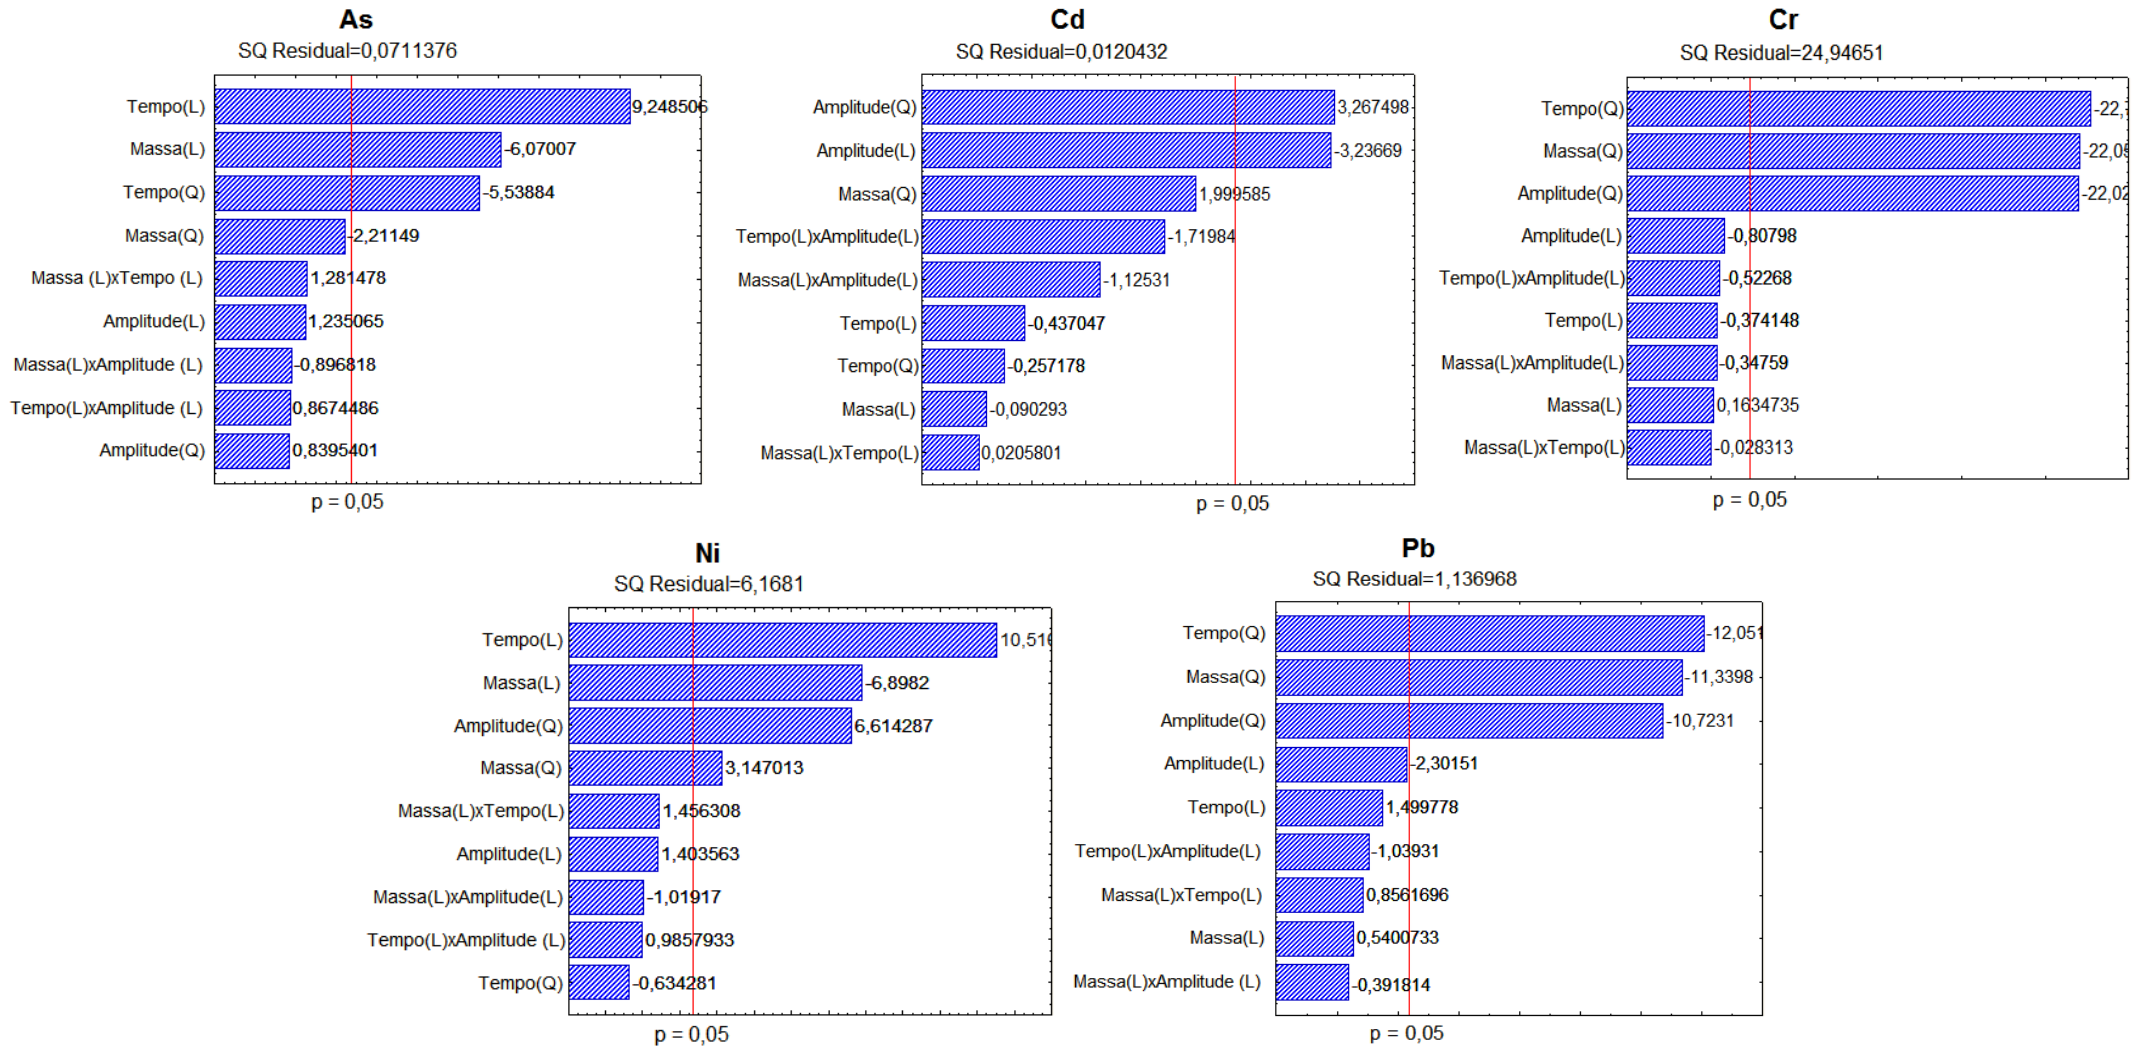 As
SQ Residual=0,0711376
Tempo(L) 9,248506
Massa(L) -6,07007
Tempo(Q) -5,53884
Massa(Q) -2,21149
Massa (L)xTempo (L) 1,281478
Amplitude(L) 1,235065
Massa(L)xAmplitude (L) -0,896818
Tempo(L)xAmplitude (L) 0,8674486
Amplitude(Q) 0,8395401
p = 0,05
Cd
SQ Residual=0,0120432
Amplitude(Q) 3,267498
Amplitude(L) -3,23669
Massa(Q) 1,999585
Tempo(L)xAmplitude(L) -1,71984
Massa(L)xAmplitude(L) -1,12531
Tempo(L) -0,437047
Tempo(Q) -0,257178
Massa(L) -0,090293
Massa(L)xTempo(L) 0,0205801
p = 0,05
Cr
SQ Residual=24,94651
Tempo(Q) -22,
Massa(Q) -22,05
Amplitude(Q) -22,02
Amplitude(L) -0,80798
Tempo(L)xAmplitude(L) -0,52268
Tempo(L) -0,374148
Massa(L)xAmplitude(L) -0,34759
Massa(L) 0,1634735
Massa(L)xTempo(L) -0,028313
p = 0,05
Ni
SQ Residual=6,1681
Tempo(L) 10,516
Massa(L) -6,8982
Amplitude(Q) 6,614287
Massa(Q) 3,147013
Massa(L)xTempo(L) 1,456308
Amplitude(L) 1,403563
Massa(L)xAmplitude(L) -1,01917
Tempo(L)xAmplitude (L) 0,9857933
Tempo(Q) -0,634281
p = 0,05
Pb
SQ Residual=1,136968
Tempo(Q) -12,051
Massa(Q) -11,3398
Amplitude(Q) -10,7231
Amplitude(L) -2,30151
Tempo(L) 1,499778
Tempo(L)xAmplitude(L) -1,03931
Massa(L)xTempo(L) 0,8561696
Massa(L) 0,5400733
Massa(L)xAmplitude (L) -0,391814
p = 0,05